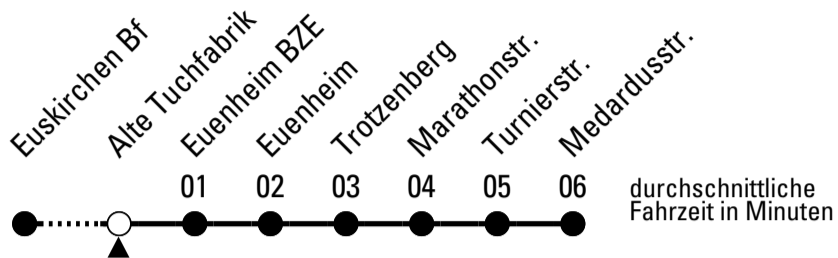 Euskirchen Bf
Alte Tuchfabrik
Euenheim BZE
Euenheim
Trotzenberg
Marathonstr.
Turnierstr.
Medardusstr.
01 02 03 04 05 06
durchschnittliche
Fahrzeit in Minuten